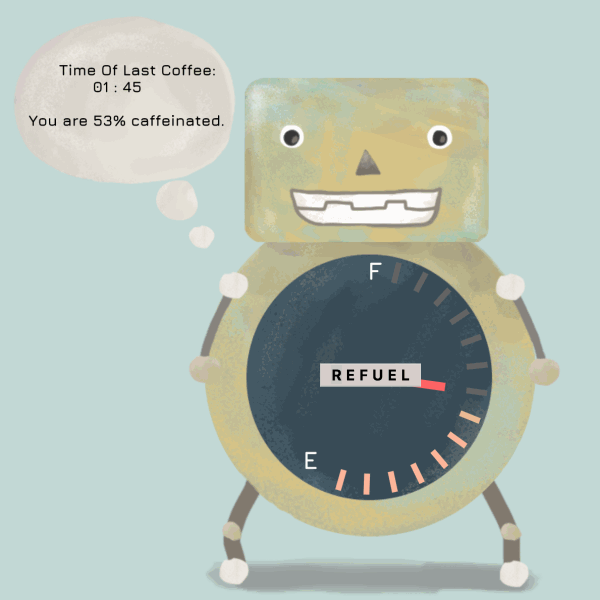 Time Of Last Coffee:
01 : 45
You are 53% caffeinated.
F
REFUEL
E